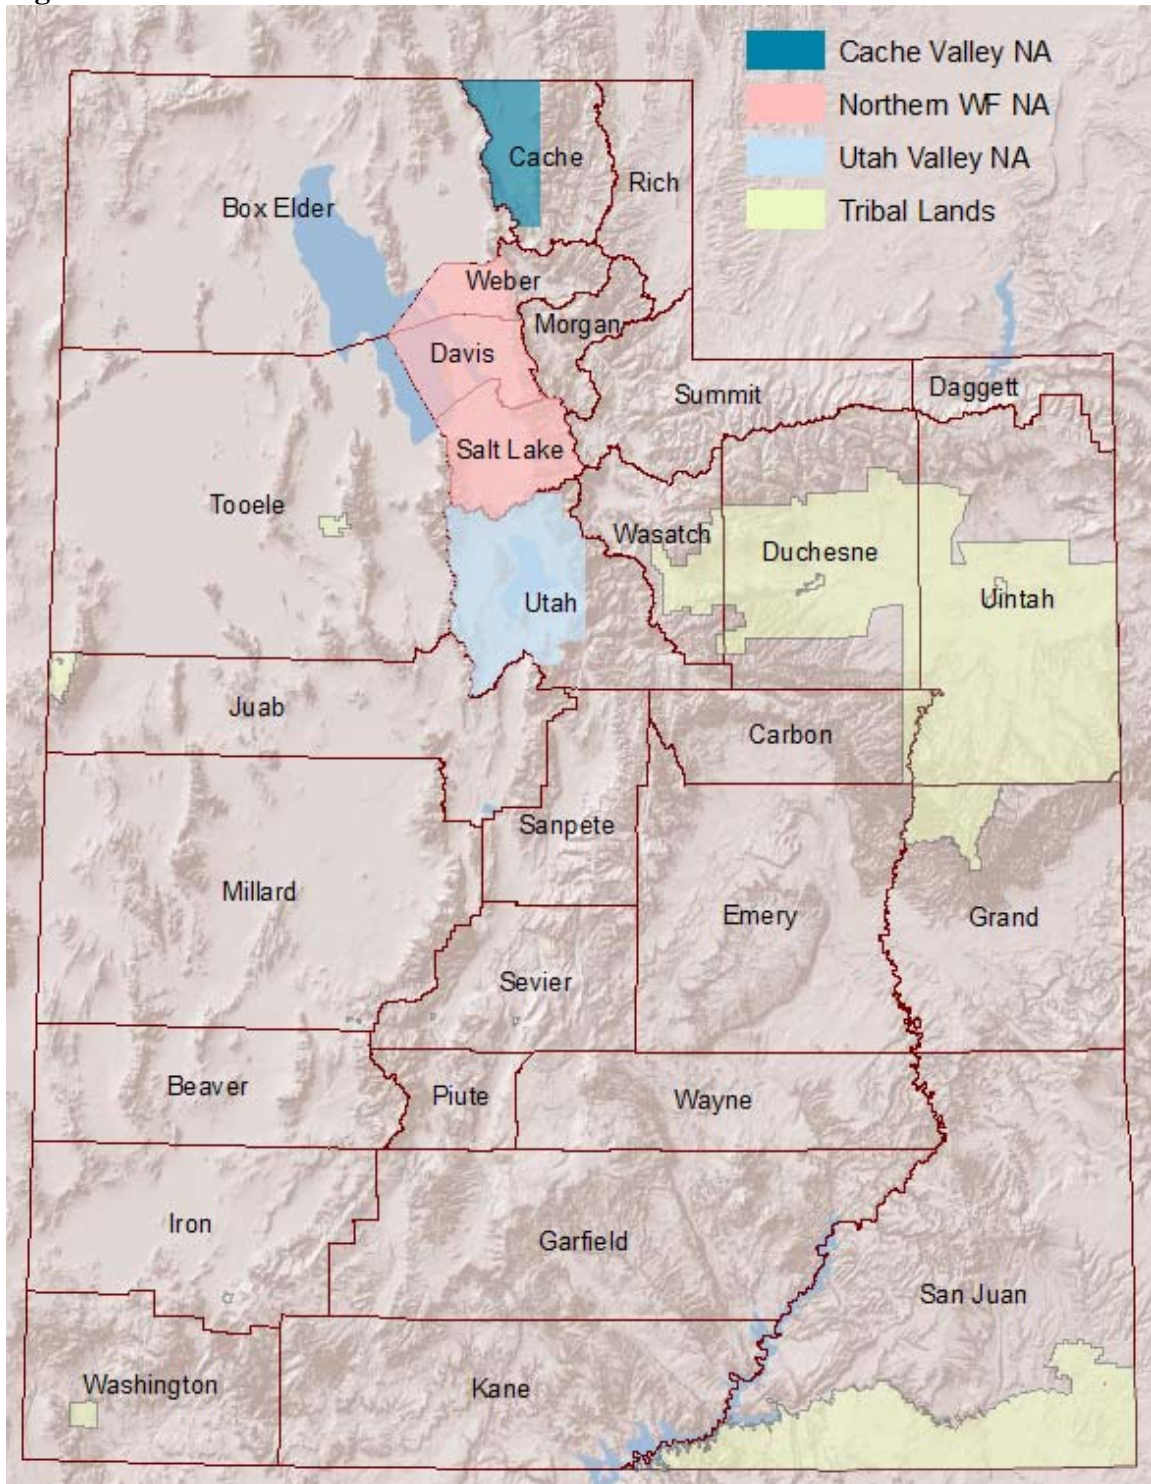 Cache Valley NA
Northern WF NA
Utah Valley NA
Tribal Lands
Cache
Rich
Box Elder
Weber
Morgan
Davis
Summit
Daggett
Salt Lake
Tooele
Wasatch
Duchesne
Utah
Uintah
Juab
Carbon
Sanpete
Millard
Emery
Grand
Sevier
Beaver
Piute
Wayne
Iron
Garfield
San Juan
Washington
Kane